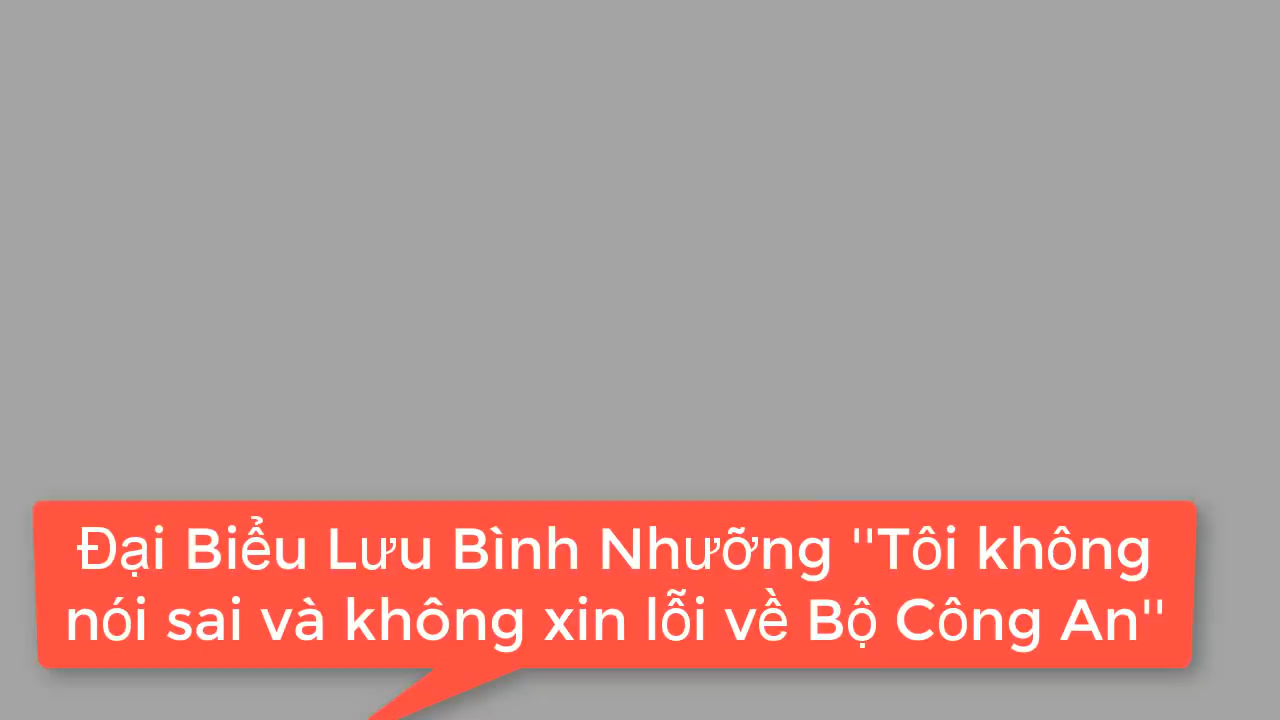 Đại Biểu Lưu Bình Nhưỡng "Tôi không
nói sai và không xin lỗi về Bộ Công An"